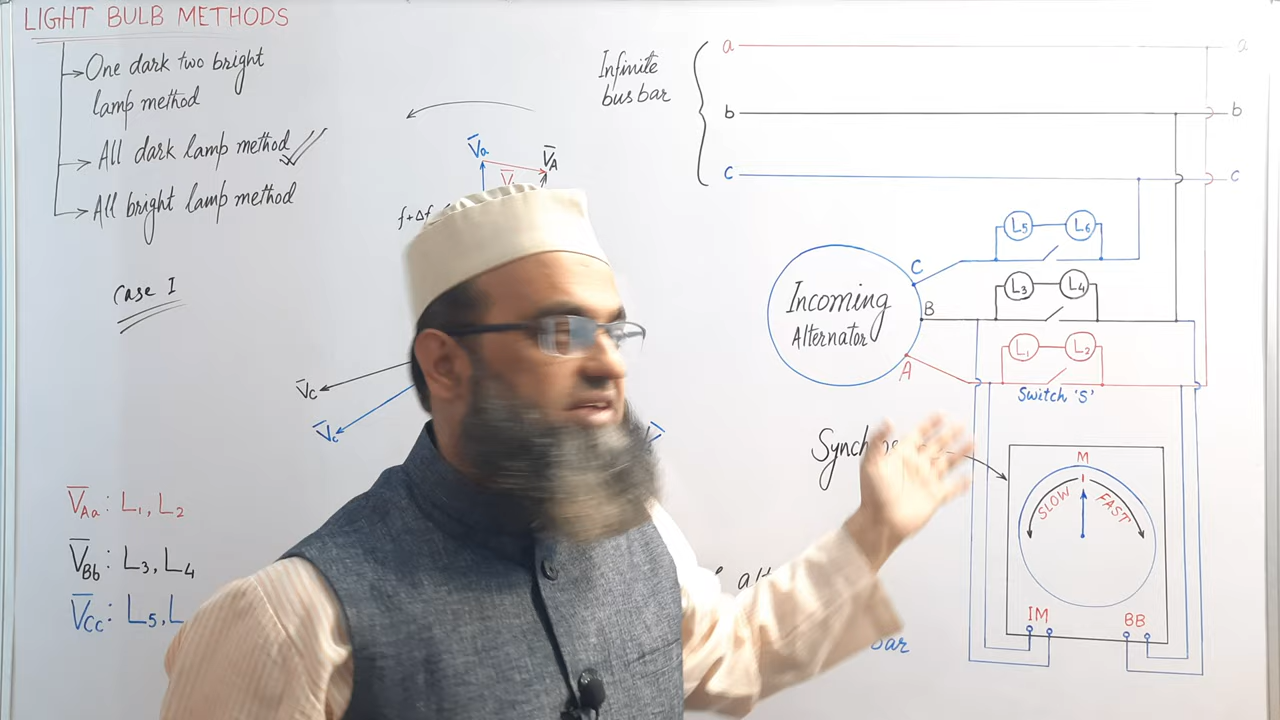 LIGHT BULB METHODS
One dark two bright
lamp method
All dark lamp method
All bright lamp method
Case I
V̅a
V̅A
f+Δf
V̅c
V̅c
V̅Aa: L1, L2
V̅Bb: L3, L4
V̅Cc: L5, L
Infinite
bus bar
a
a
b
b
c
c
L5
L6
L3
L4
L1
L2
Switch 'S'
Incoming
Alternator
C
B
A
M
SLOW
FAST
IM
BB